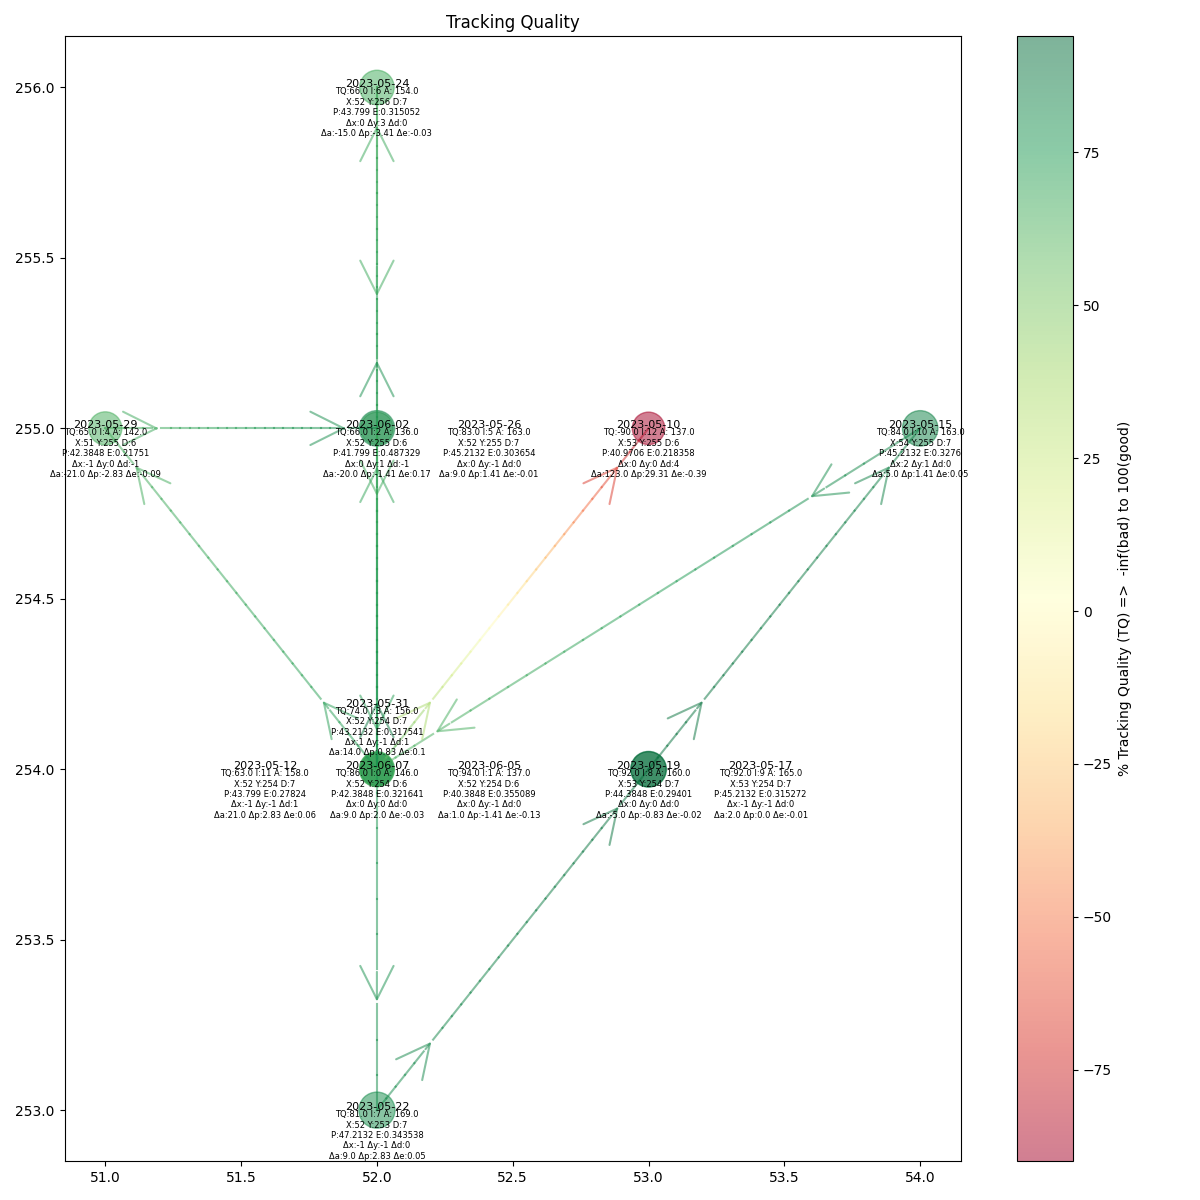 Tracking Quality
256.0
255.5
255.0
254.5
254.0
253.5
253.0
51.0
51.5
52.0
52.5
53.0
53.5
54.0
2023-05-24
TQ:66.0 I:6 A: 154.0
X:52 Y:256 D:7
P:43.799 E:0.315052
Δx:0 Δy:3 Δd:0
Δa:-15.0 Δp:-3.41 Δe:-0.03
2023-05-29
TQ:65.0 I:4 A: 142.0
X:51 Y:255 D:6
P:42.3848 E:0.21751
Δx:-1 Δy:0 Δd:-1
Δa:-21.0 Δp:-2.83 Δe:-0.09
2023-06-02
TQ:66.0 I:2 A: 136.0
X:52 Y:255 D:6
P:41.799 E:0.487329
Δx:0 Δy:1 Δd:-1
Δa:-20.0 Δp:-1.41 Δe:0.17
2023-05-26
TQ:83.0 I:5 A: 163.0
X:52 Y:255 D:7
P:45.2132 E:0.303654
Δx:0 Δy:-1 Δd:0
Δa:9.0 Δp:1.41 Δe:-0.01
2023-05-10
TQ:-90.0 I:12 A: 137.0
X:53 Y:255 D:6
P:40.9706 E:0.218358
Δx:0 Δy:0 Δd:4
Δa:123.0 Δp:29.31 Δe:-0.39
2023-05-15
TQ:84.0 I:10 A: 163.0
X:54 Y:255 D:7
P:45.2132 E:0.3276
Δx:2 Δy:1 Δd:0
Δa:5.0 Δp:1.41 Δe:0.05
2023-05-31
TQ:74.0 I:3 A: 156.0
X:52 Y:254 D:7
P:43.2132 E:0.317541
Δx:1 Δy:-1 Δd:1
Δa:14.0 Δp:0.83 Δe:0.1
2023-05-12
TQ:63.0 I:11 A: 158.0
X:52 Y:254 D:7
P:43.799 E:0.27824
Δx:-1 Δy:-1 Δd:1
Δa:21.0 Δp:2.83 Δe:0.06
2023-06-07
TQ:86.0 I:0 A: 146.0
X:52 Y:254 D:6
P:42.3848 E:0.321641
Δx:0 Δy:0 Δd:0
Δa:9.0 Δp:2.0 Δe:-0.03
2023-06-05
TQ:94.0 I:1 A: 137.0
X:52 Y:254 D:6
P:40.3848 E:0.355089
Δx:0 Δy:-1 Δd:0
Δa:1.0 Δp:-1.41 Δe:-0.13
2023-05-19
TQ:92.0 I:8 A: 160.0
X:53 Y:254 D:7
P:44.3848 E:0.29401
Δx:0 Δy:0 Δd:0
Δa:-5.0 Δp:-0.83 Δe:-0.02
2023-05-17
TQ:92.0 I:9 A: 165.0
X:53 Y:254 D:7
P:45.2132 E:0.315272
Δx:-1 Δy:-1 Δd:0
Δa:2.0 Δp:0.0 Δe:-0.01
2023-05-22
TQ:81.0 I:7 A: 169.0
X:52 Y:253 D:7
P:47.2132 E:0.343538
Δx:-1 Δy:-1 Δd:0
Δa:9.0 Δp:2.83 Δe:0.05
75
50
25
0
−25
−50
−75
% Tracking Quality (TQ) => -inf(bad) to 100(good)